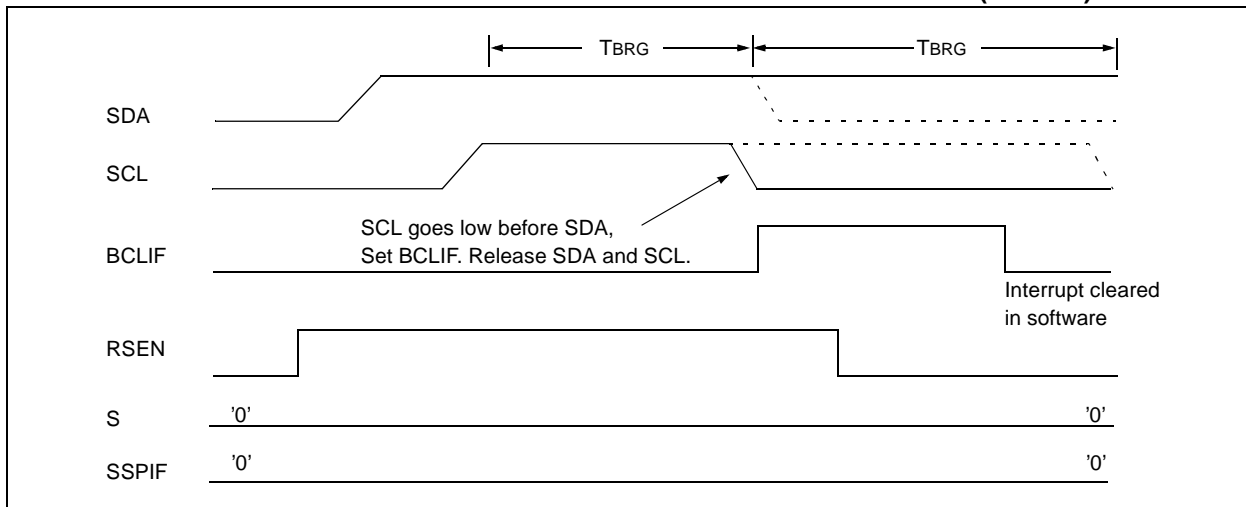 TBRG TBRG
SDA
SCL
SCL goes low before SDA,
Set BCLIF. Release SDA and SCL.
BCLIF
Interrupt cleared
in software
RSEN
S '0' '0'
SSPIF '0' '0'